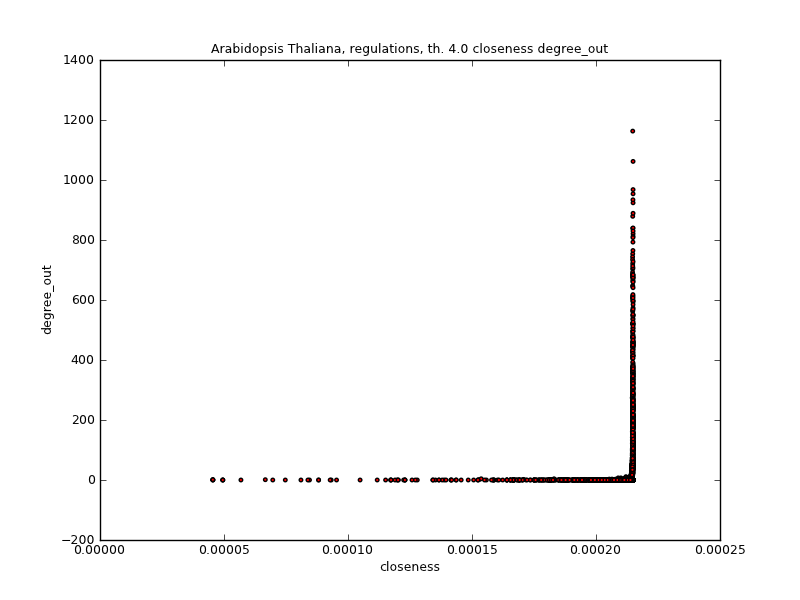 Arabidopsis Thaliana, regulations, th. 4.0 closeness degree_out
1400
1200
1000
800
600
400
200
0
−200
degree_out
0.00000 0.00005 0.00010 0.00015 0.00020 0.00025
closeness